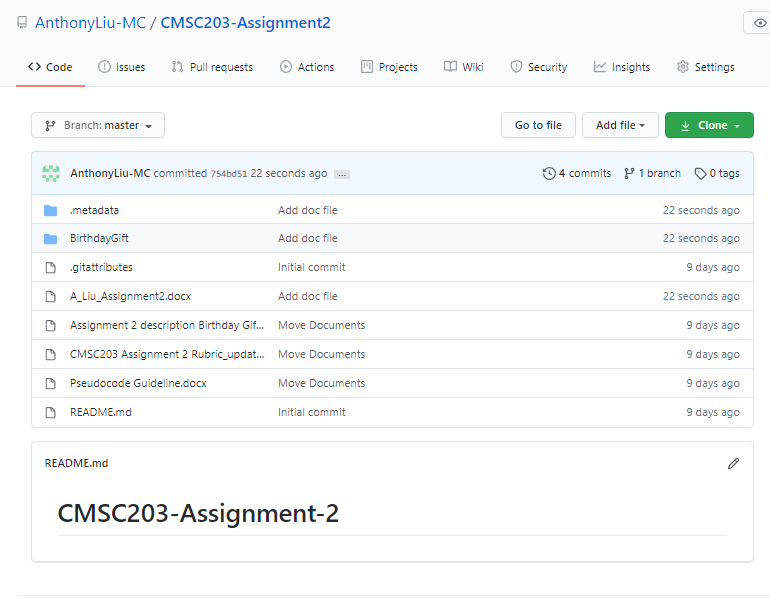 AnthonyLiu-MC / CMSC203-Assignment2
Code Issues Pull requests Actions Projects Wiki Security Insights Settings
Branch: master Go to file Add file Clone
AnthonyLiu-MC committed 754bd51 22 seconds ago ... 4 commits 1 branch 0 tags
.metadata Add doc file 22 seconds ago
BirthdayGift Add doc file 22 seconds ago
.gitattributes Initial commit 9 days ago
A_Liu_Assignment2.docx Add doc file 22 seconds ago
Assignment 2 description Birthday Gif... Move Documents 9 days ago
CMSC203 Assignment 2 Rubric_updat... Move Documents 9 days ago
Pseudocode Guideline.docx Move Documents 9 days ago
README.md Initial commit 9 days ago
README.md
CMSC203-Assignment-2